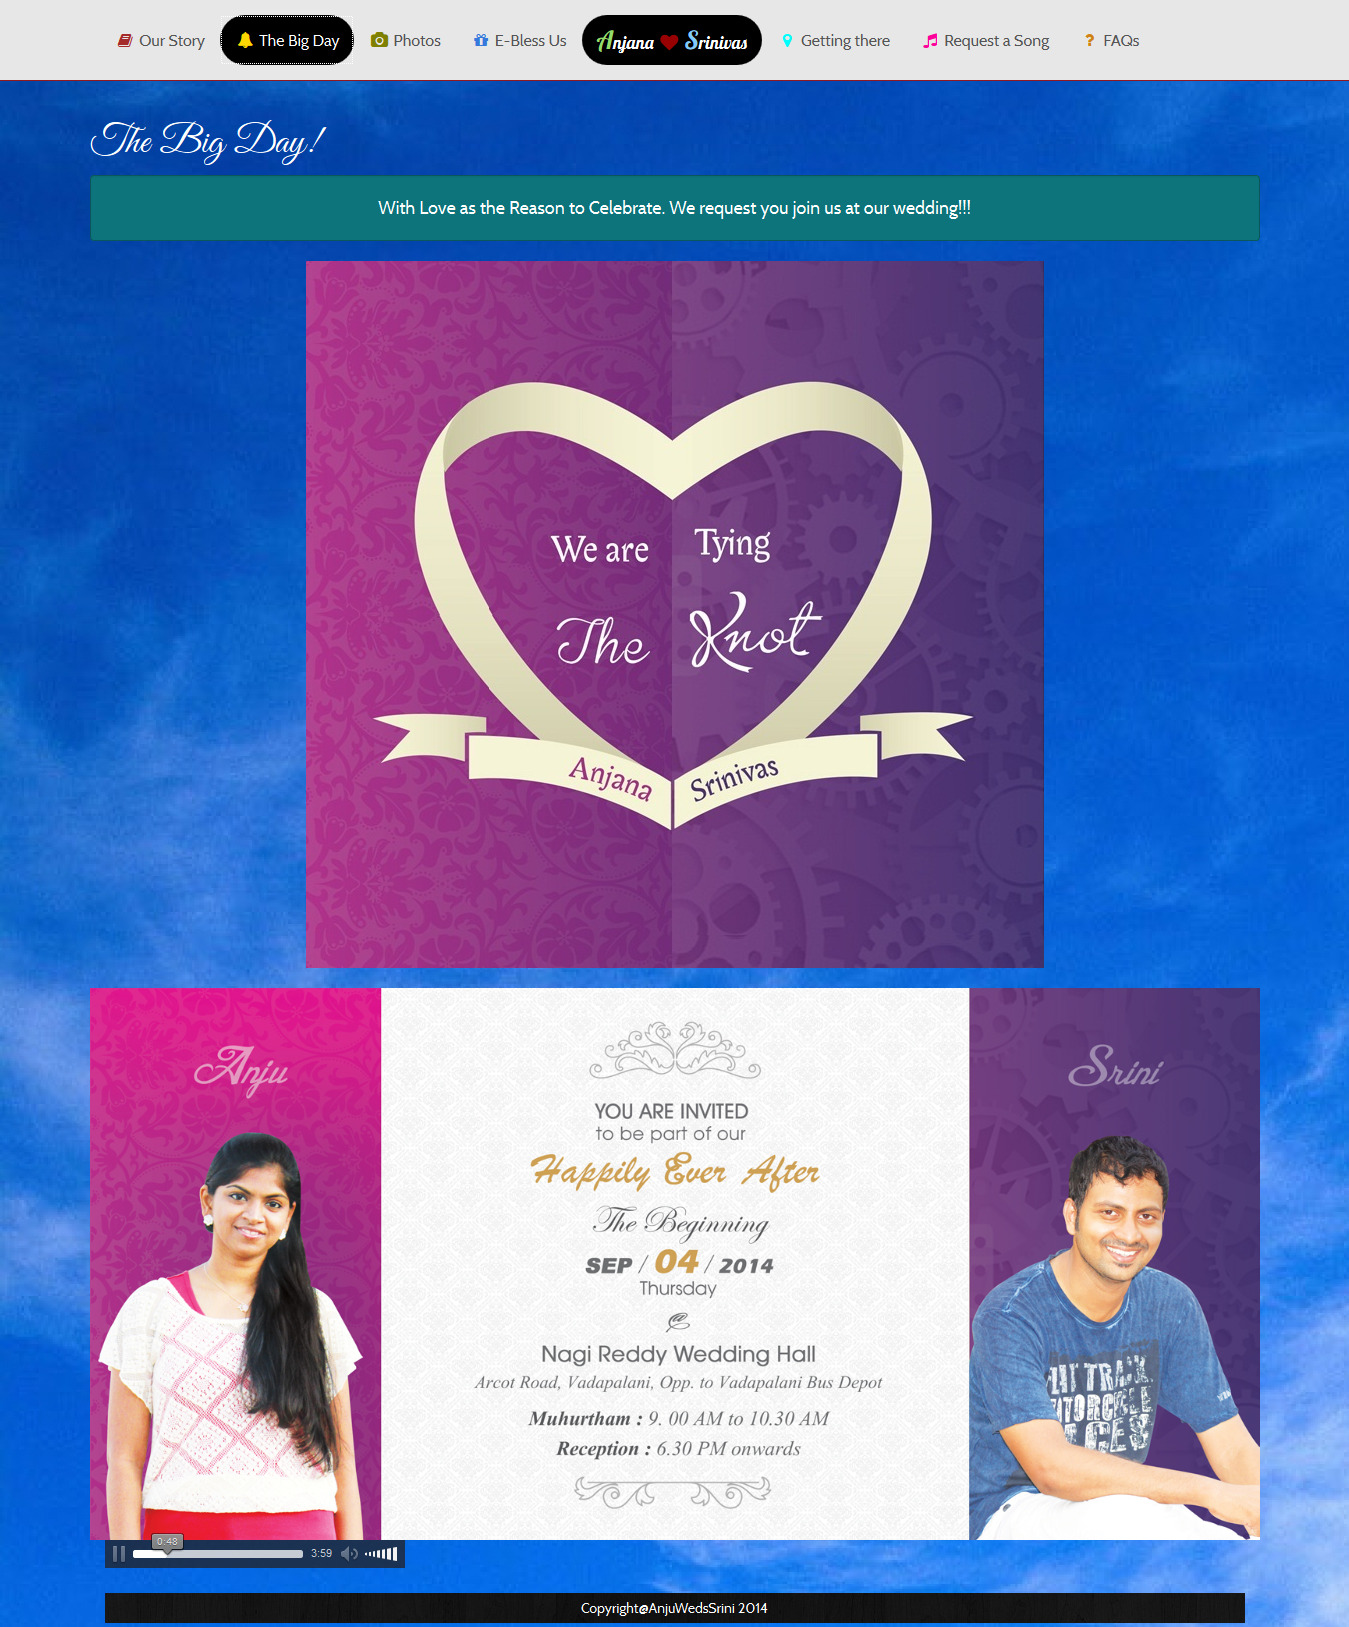 Our Story The Big Day Photos E-Bless Us Anjana Srinivas Getting there Request a Song ? FAQs
The Big Day!
With Love as the Reason to Celebrate. We request you join us at our wedding!!!
We are Tying
The Knot
Anjana Srinivas
Anju
Srini
YOU ARE INVITED
to be part of our
Happily Ever After
The Beginning
SEP / 04 / 2014
Thursday
@
Nagi Reddy Wedding Hall
Arcot Road, Vadapalani, Opp. to Vadapalani Bus Depot
Muhurtham : 9. 00 AM to 10.30 AM
Reception : 6.30 PM onwards
0:48
3:59
Copyright@AnjuWedsSrini 2014